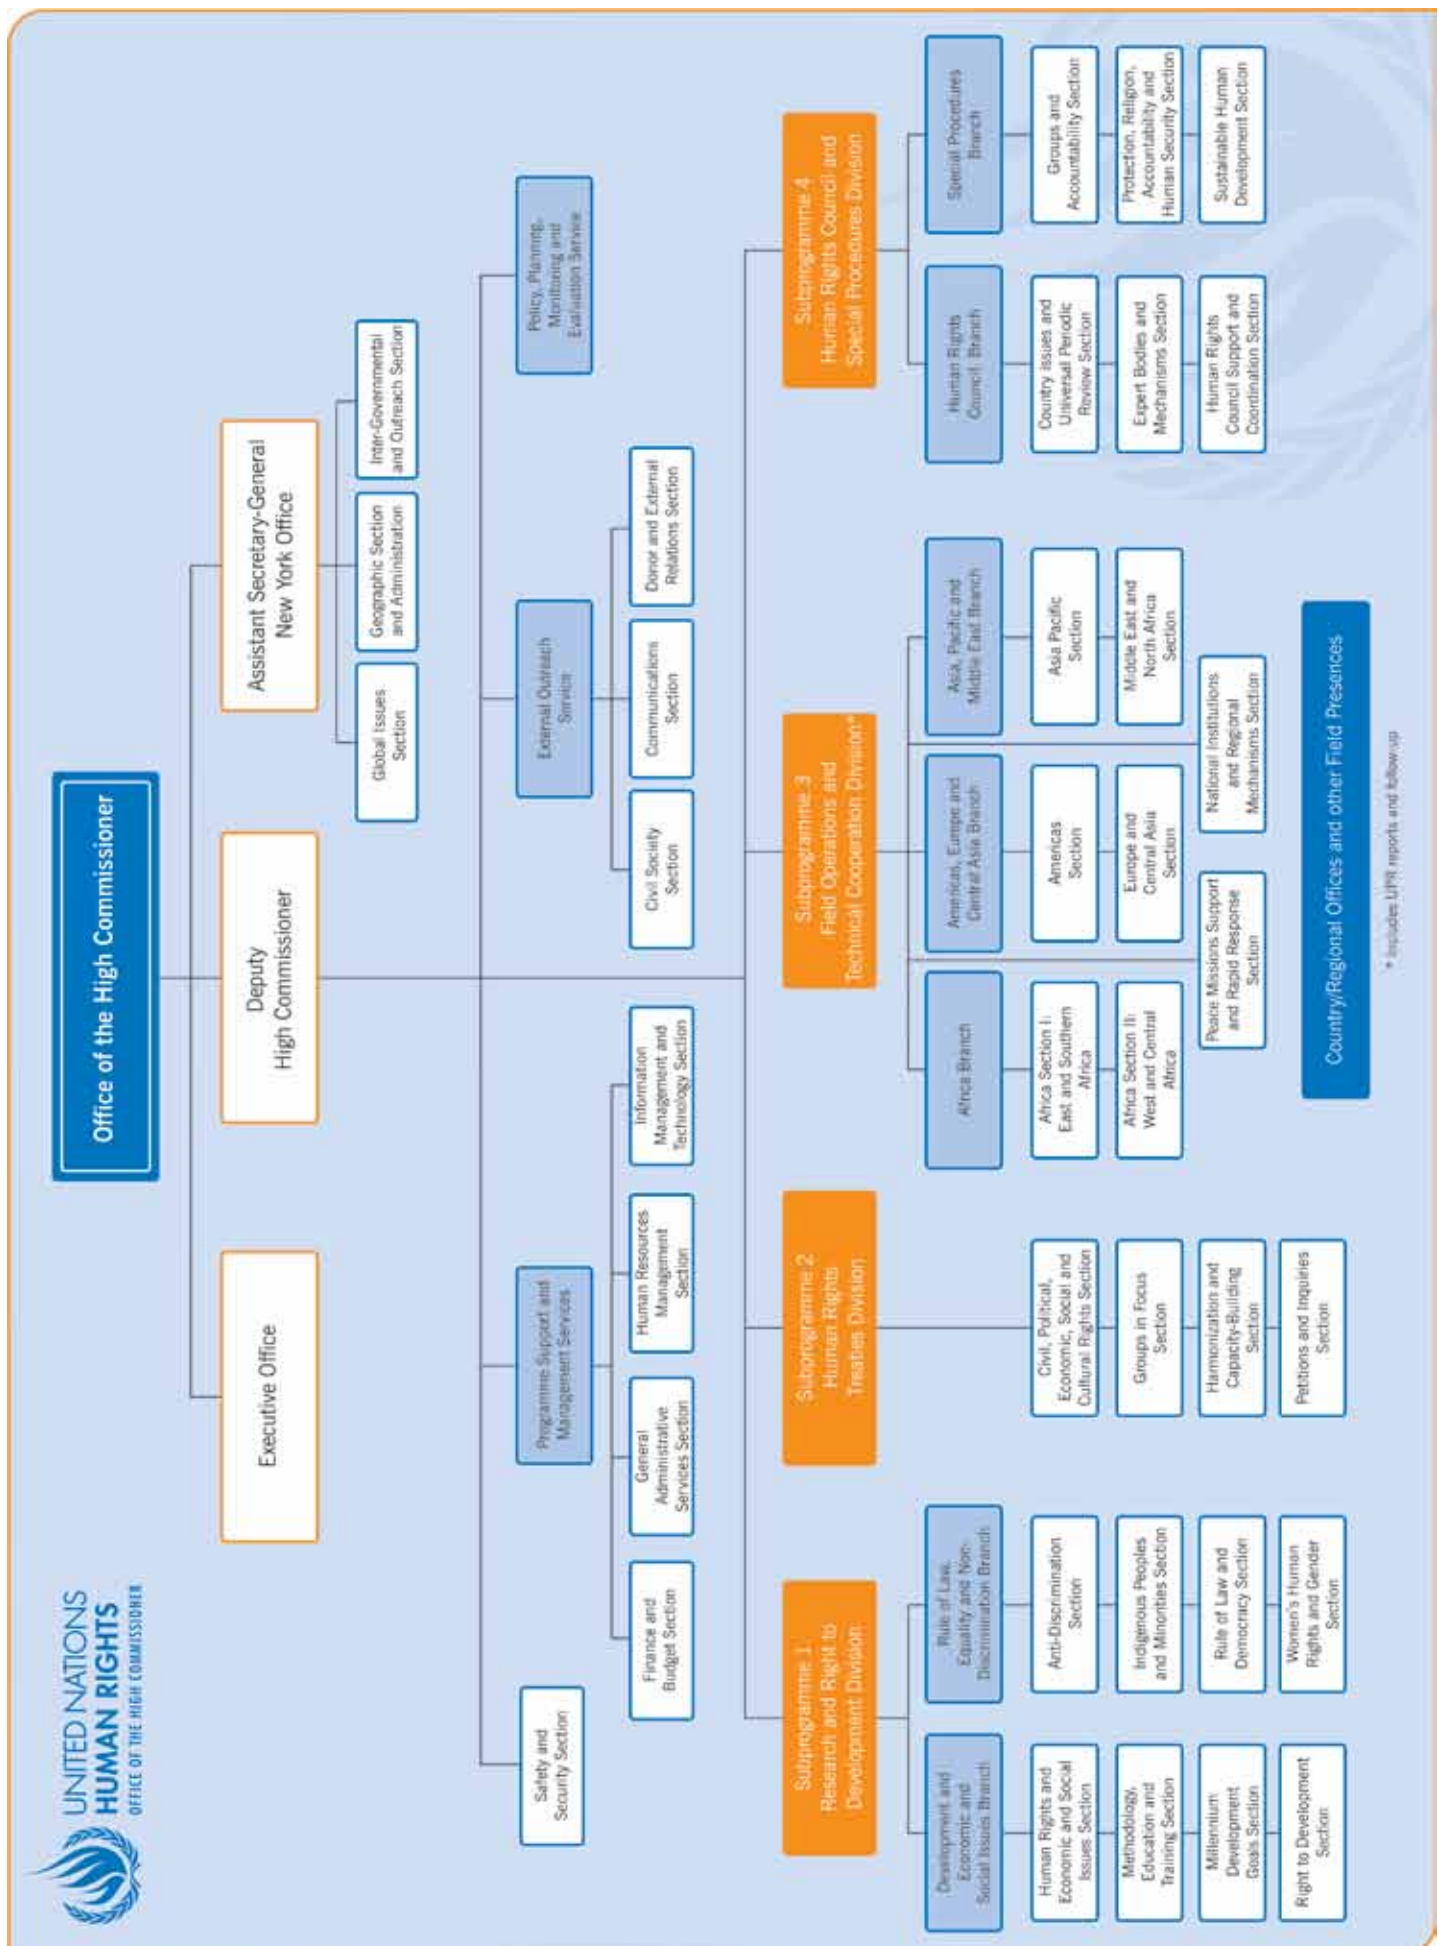 UNITED NATIONS
HUMAN RIGHTS
OFFICE OF THE HIGH COMMISSIONER
Office of the High Commissioner
Executive Office
Deputy
High Commissioner
Assistant Secretary-General
New York Office
Global Issues
Section
Geographic Section
and Administration
Inter-Governmental
and Outreach Section
Safety and
Security Section
Programme Support and
Management Services
External Outreach
Service
Policy, Planning,
Monitoring and
Evaluation Service
Finance and
Budget Section
General
Administrative
Services Section
Human Resources
Management
Section
Information
Management and
Technology Section
Civil Society
Section
Communications
Section
Donor and External
Relations Section
Subprogramme 1
Research and Right to
Development Division
Subprogramme 2
Human Rights
Treaties Division
Subprogramme 3
Field Operations and
Technical Cooperation Division*
Subprogramme 4
Human Rights Council and
Special Procedures Division
Development and
Economic and
Social Issues Branch
Rule of Law,
Equality and Non-
Discrimination Branch
Africa Branch
Americas, Europe and
Central Asia Branch
Asia, Pacific and
Middle East Branch
Human Rights
Council Branch
Special Procedures
Branch
Human Rights and
Economic and Social
Issues Section
Anti-Discrimination
Section
Civil, Political,
Economic, Social and
Cultural Rights Section
Africa Section I:
East and Southern
Africa
Americas
Section
Asia Pacific
Section
Country Issues and
Universal Periodic
Review Section
Groups and
Accountability Section
Methodology,
Education and
Training Section
Indigenous Peoples
and Minorities Section
Groups in Focus
Section
Africa Section II:
West and Central
Africa
Europe and
Central Asia
Section
Middle East and
North Africa
Section
Expert Bodies and
Mechanisms Section
Protection, Religion,
Accountability and
Human Security Section
Millennium
Development
Goals Section
Rule of Law and
Democracy Section
Harmonization and
Capacity-Building
Section
Peace Missions Support
and Rapid Response
Section
National Institutions
and Regional
Mechanisms Section
Human Rights
Council Support and
Coordination Section
Sustainable Human
Development Section
Right to Development
Section
Women's Human
Rights and Gender
Section
Petitions and Inquiries
Section
Country/Regional Offices and other Field Presences
* Includes UPR reports and follow-up